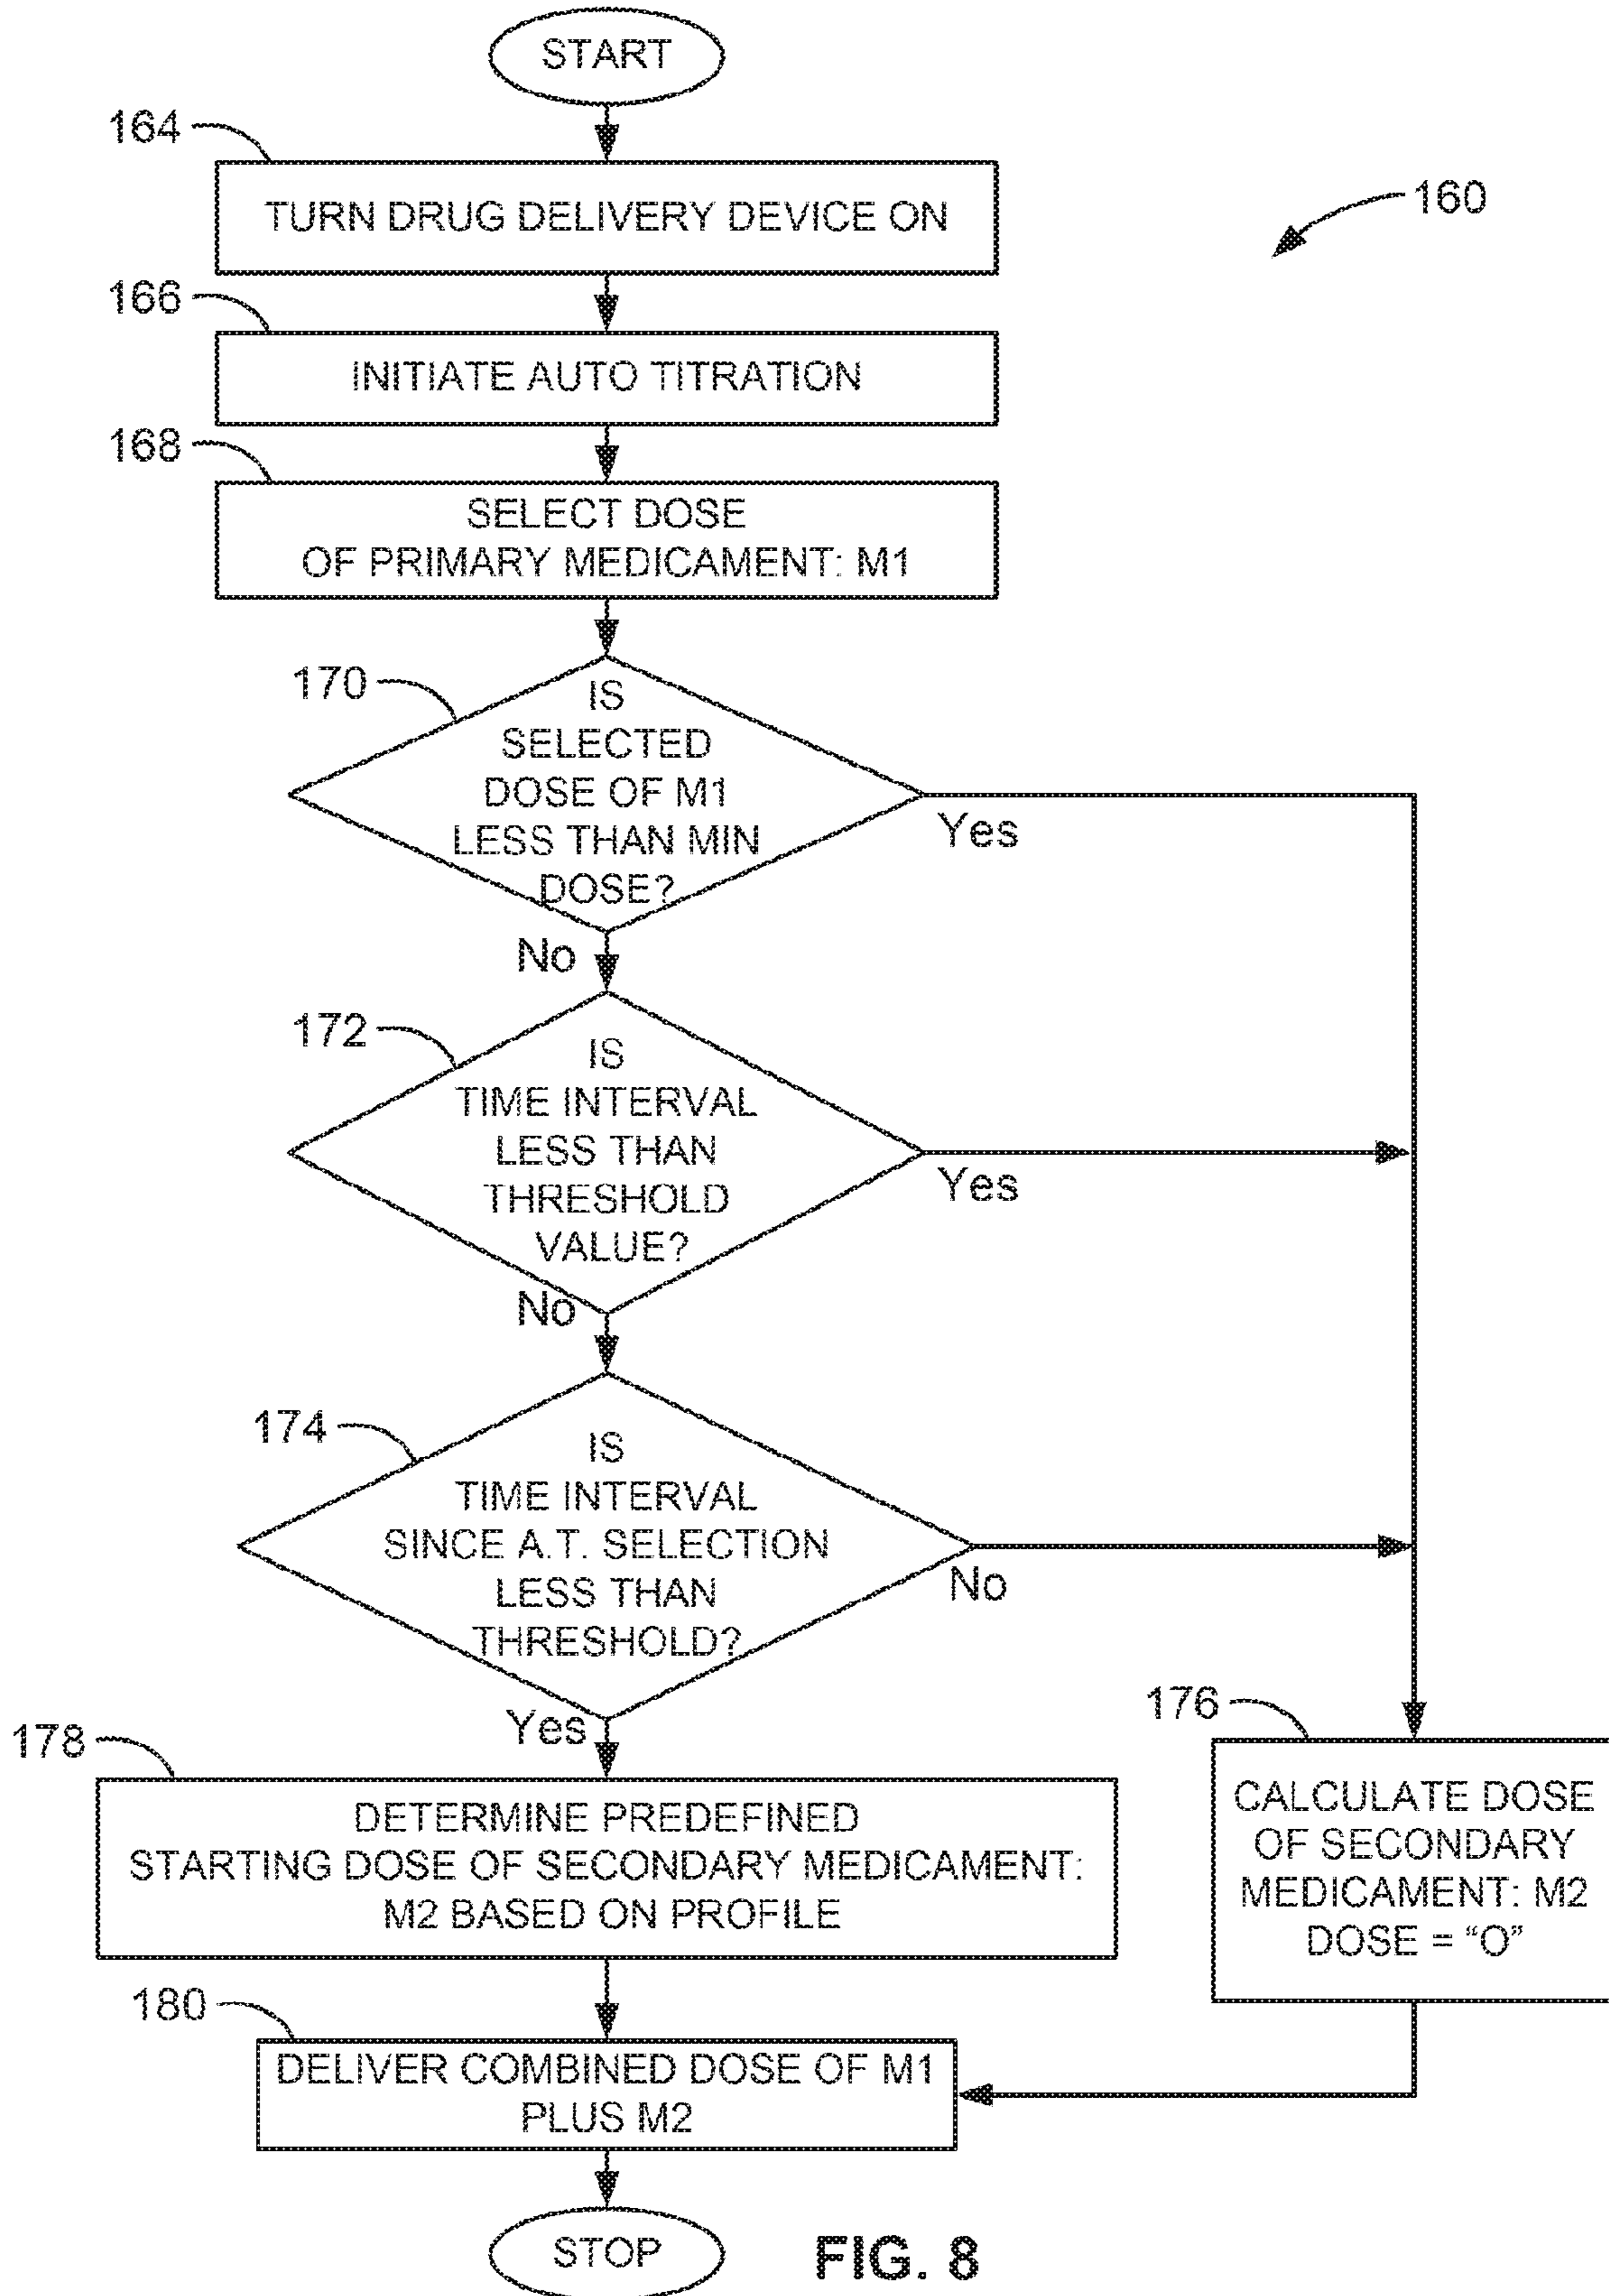 START
164
TURN DRUG DELIVERY DEVICE ON
160
166
INITIATE AUTO TITRATION
168
SELECT DOSE
OF PRIMARY MEDICAMENT: M1
170
IS
SELECTED
DOSE OF M1
LESS THAN MIN
DOSE?
Yes
No
172
IS
TIME INTERVAL
LESS THAN
THRESHOLD
VALUE?
Yes
No
174
IS
TIME INTERVAL
SINCE A.T. SELECTION
LESS THAN
THRESHOLD?
No
Yes
176
CALCULATE DOSE
OF SECONDARY
MEDICAMENT: M2
DOSE = “O”
178
DETERMINE PREDEFINED
STARTING DOSE OF SECONDARY MEDICAMENT:
M2 BASED ON PROFILE
180
DELIVER COMBINED DOSE OF M1
PLUS M2
STOP
FIG. 8